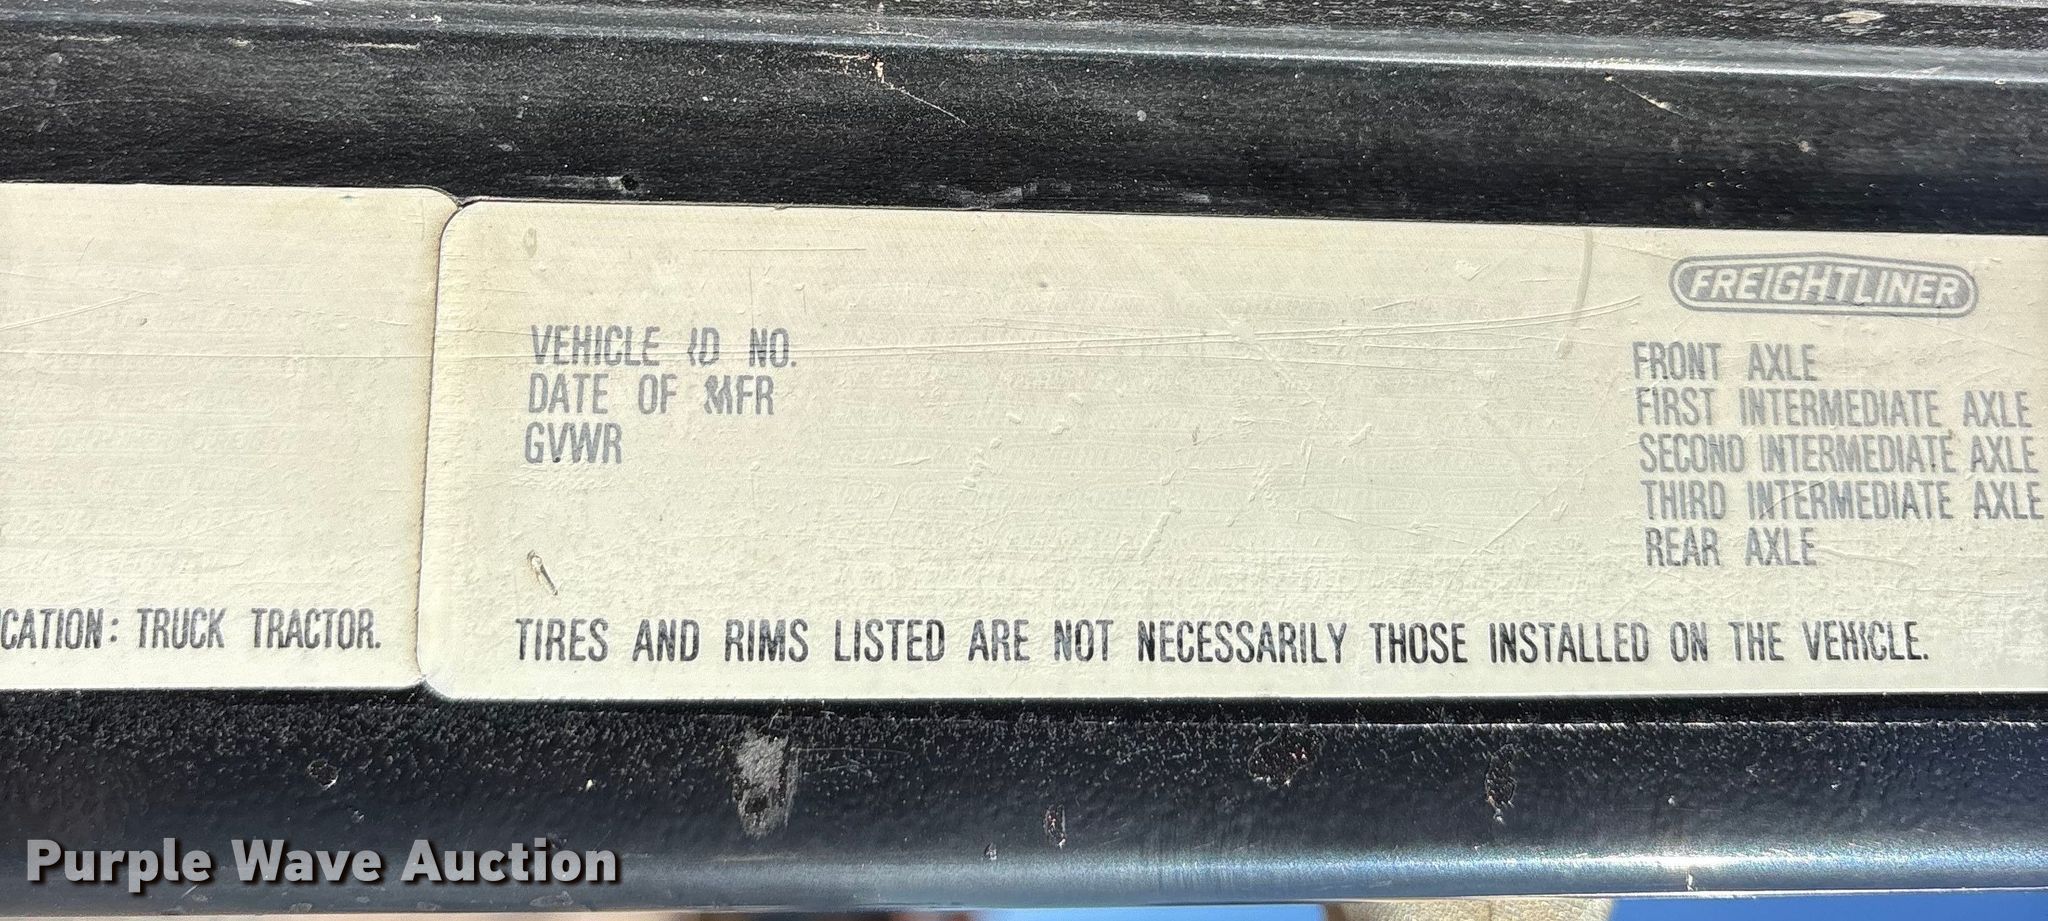 FREIGHTLINER
VEHICLE ID NO.
DATE OF MFR
GVWR
FRONT AXLE
FIRST INTERMEDIATE AXLE
SECOND INTERMEDIATE AXLE
THIRD INTERMEDIATE AXLE
REAR AXLE
CATION: TRUCK TRACTOR.
TIRES AND RIMS LISTED ARE NOT NECESSARILY THOSE INSTALLED ON THE VEHICLE.
Purple Wave Auction